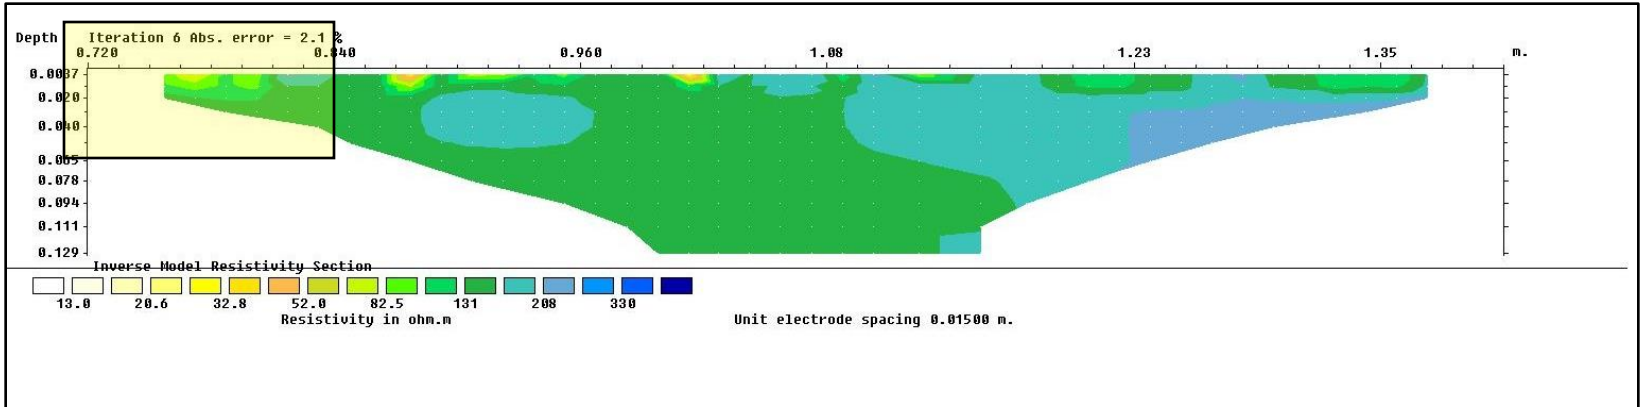 Depth Iteration 6 Abs. error = 2.1 %
0.720 0.840 0.960 1.08 1.23 1.35 m.
0.0037
0.020
0.040
0.065
0.078
0.094
0.111
0.129
Inverse Model Resistivity Section
13.0 20.6 32.8 52.0 82.5 131 208 330
Resistivity in ohm.m Unit electrode spacing 0.01500 m.